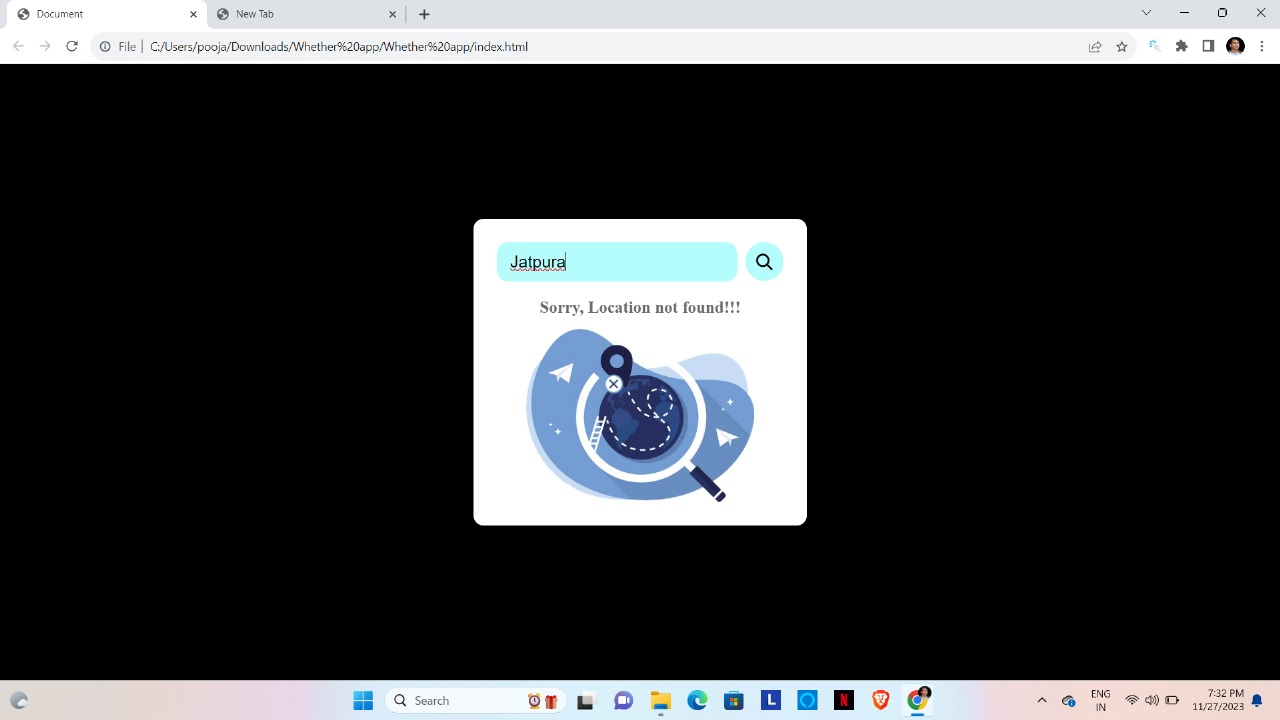 Document
New Tab
File
C:/Users/pooja/Downloads/Whether%20app/Whether%20app/index.html
Jatpura
Sorry, Location not found!!!
Search
L
N
ENG
IN
7:32 PM
11/27/2023